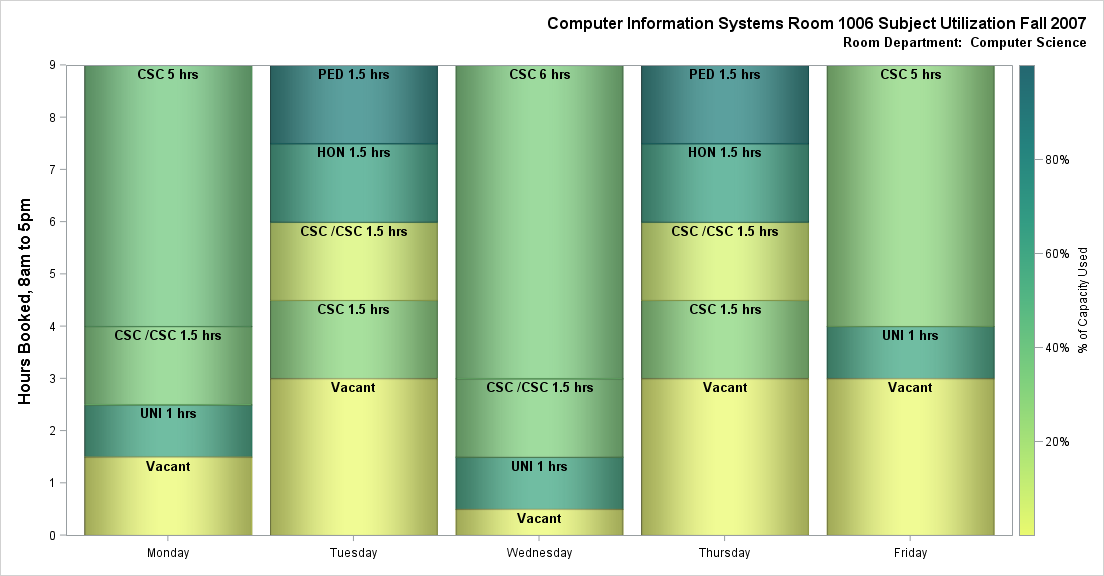 Computer Information Systems Room 1006 Subject Utilization Fall 2007
Room Department: Computer Science
Hours Booked, 8am to 5pm
9
8
7
6
5
4
3
2
1
0
CSC 5 hrs
CSC /CSC 1.5 hrs
UNI 1 hrs
Vacant
PED 1.5 hrs
HON 1.5 hrs
CSC /CSC 1.5 hrs
CSC 1.5 hrs
Vacant
CSC 6 hrs
CSC /CSC 1.5 hrs
UNI 1 hrs
Vacant
PED 1.5 hrs
HON 1.5 hrs
CSC /CSC 1.5 hrs
CSC 1.5 hrs
Vacant
CSC 5 hrs
UNI 1 hrs
Vacant
Monday
Tuesday
Wednesday
Thursday
Friday
80%
60%
40%
20%
% of Capacity Used